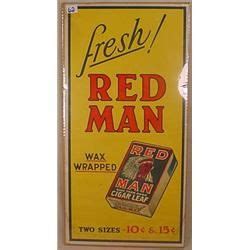 fresh!
RED
MAN
WAX
WRAPPED
RED
MAN
CIGAR LEAF
TWO SIZES - 10¢ & 15¢